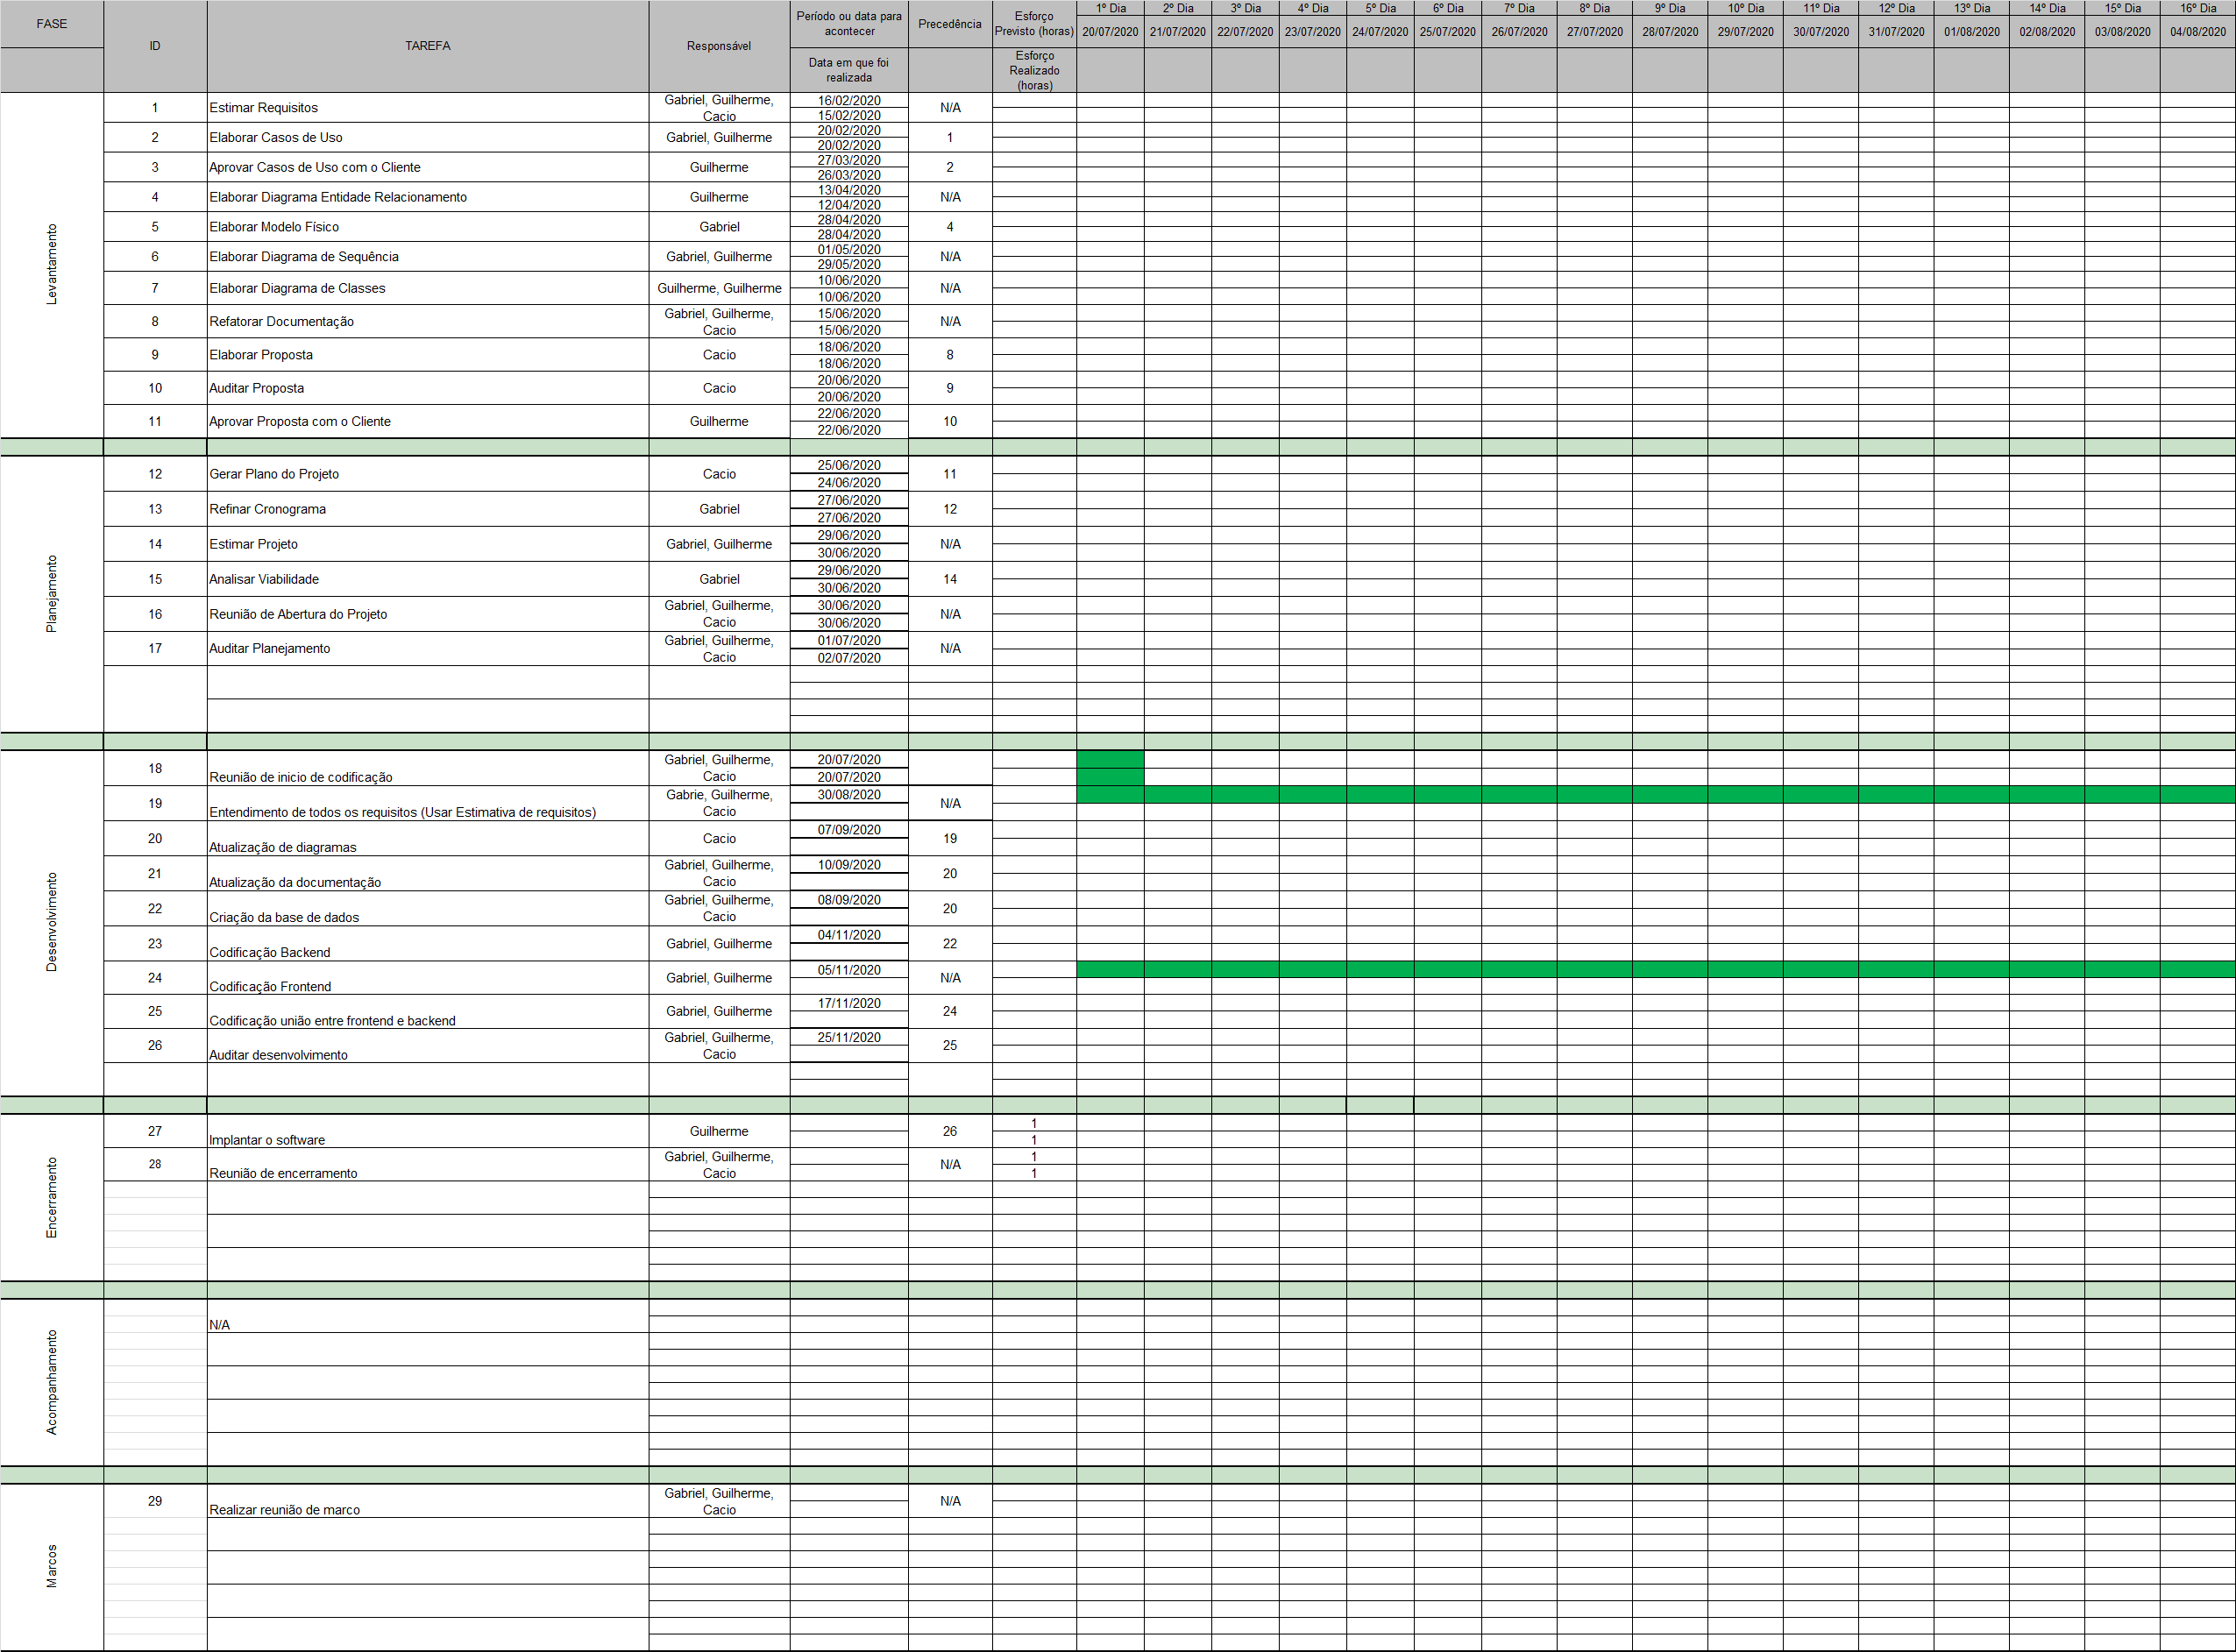 FASE
ID
TAREFA
Responsável
Período ou data para
acontecer
Data em que foi
realizada
Precedência
Esforço
Previsto (horas)
Esforço
Realizado
(horas)
1º Dia 2º Dia 3º Dia 4º Dia 5º Dia 6º Dia 7º Dia 8º Dia 9º Dia 10º Dia 11º Dia 12º Dia 13º Dia 14º Dia 15º Dia 16º Dia
20/07/2020 21/07/2020 22/07/2020 23/07/2020 24/07/2020 25/07/2020 26/07/2020 27/07/2020 28/07/2020 29/07/2020 30/07/2020 31/07/2020 01/08/2020 02/08/2020 03/08/2020 04/08/2020
Levantamento
1 Estimar Requisitos Gabriel, Guilherme, Cacio 16/02/2020 15/02/2020 N/A
2 Elaborar Casos de Uso Gabriel, Guilherme 20/02/2020 20/02/2020 1
3 Aprovar Casos de Uso com o Cliente Guilherme 27/03/2020 26/03/2020 2
4 Elaborar Diagrama Entidade Relacionamento Guilherme 13/04/2020 12/04/2020 N/A
5 Elaborar Modelo Físico Gabriel 28/04/2020 28/04/2020 4
6 Elaborar Diagrama de Sequência Gabriel, Guilherme 01/05/2020 29/05/2020 N/A
7 Elaborar Diagrama de Classes Guilherme, Guilherme 10/06/2020 10/06/2020 N/A
8 Refatorar Documentação Gabriel, Guilherme, Cacio 15/06/2020 15/06/2020 N/A
9 Elaborar Proposta Cacio 18/06/2020 18/06/2020 8
10 Auditar Proposta Cacio 20/06/2020 20/06/2020 9
11 Aprovar Proposta com o Cliente Guilherme 22/06/2020 22/06/2020 10
Planejamento
12 Gerar Plano do Projeto Cacio 25/06/2020 24/06/2020 11
13 Refinar Cronograma Gabriel 27/06/2020 27/06/2020 12
14 Estimar Projeto Gabriel, Guilherme 29/06/2020 30/06/2020 N/A
15 Analisar Viabilidade Gabriel 29/06/2020 30/06/2020 14
16 Reunião de Abertura do Projeto Gabriel, Guilherme, Cacio 30/06/2020 30/06/2020 N/A
17 Auditar Planejamento Gabriel, Guilherme, Cacio 01/07/2020 02/07/2020 N/A
Desenvolvimento
18 Reunião de inicio de codificação Gabriel, Guilherme, Cacio 20/07/2020 20/07/2020
19 Entendimento de todos os requisitos (Usar Estimativa de requisitos) Gabrie, Guilherme, Cacio 30/08/2020 N/A
20 Atualização de diagramas Cacio 07/09/2020 19
21 Atualização da documentação Gabriel, Guilherme, Cacio 10/09/2020 20
22 Criação da base de dados Gabriel, Guilherme, Cacio 08/09/2020 20
23 Codificação Backend Gabriel, Guilherme 04/11/2020 22
24 Codificação Frontend Gabriel, Guilherme 05/11/2020 N/A
25 Codificação união entre frontend e backend Gabriel, Guilherme 17/11/2020 24
26 Auditar desenvolvimento Gabriel, Guilherme, Cacio 25/11/2020 25
Encerramento
27 Implantar o software Guilherme 26 1 1
28 Reunião de encerramento Gabriel, Guilherme, Cacio N/A 1 1
Acompanhamento
N/A
Marcos
29 Realizar reunião de marco Gabriel, Guilherme, Cacio N/A